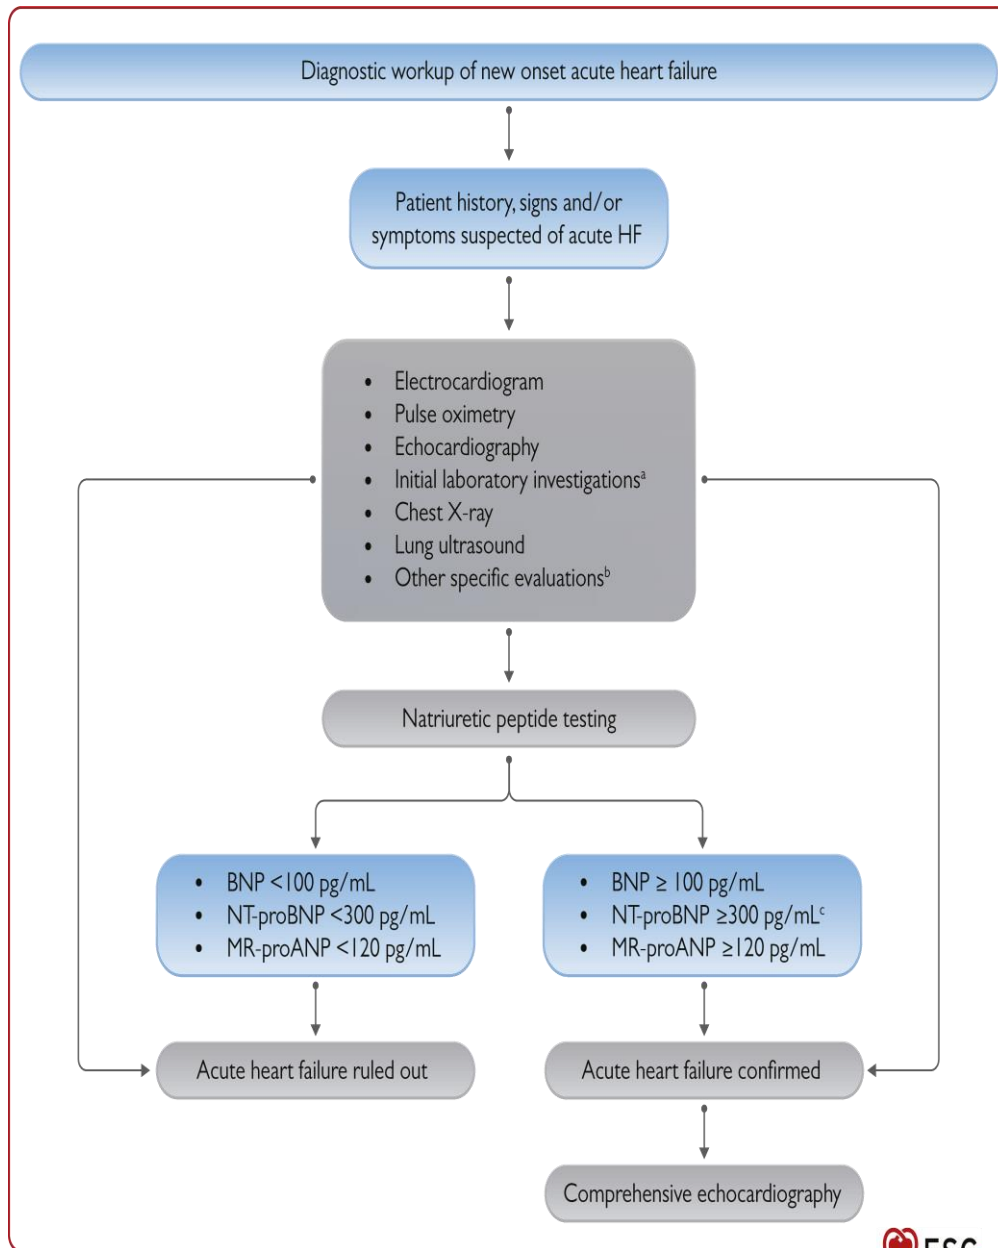 Diagnostic workup of new onset acute heart failure
Patient history, signs and/or
symptoms suspected of acute HF
• Electrocardiogram
• Pulse oximetry
• Echocardiography
• Initial laboratory investigationsᵃ
• Chest X-ray
• Lung ultrasound
• Other specific evaluationsᵇ
Natriuretic peptide testing
• BNP <100 pg/mL
• NT-proBNP <300 pg/mL
• MR-proANP <120 pg/mL
• BNP ≥ 100 pg/mL
• NT-proBNP ≥300 pg/mLᶜ
• MR-proANP ≥120 pg/mL
Acute heart failure ruled out
Acute heart failure confirmed
Comprehensive echocardiography
ESC